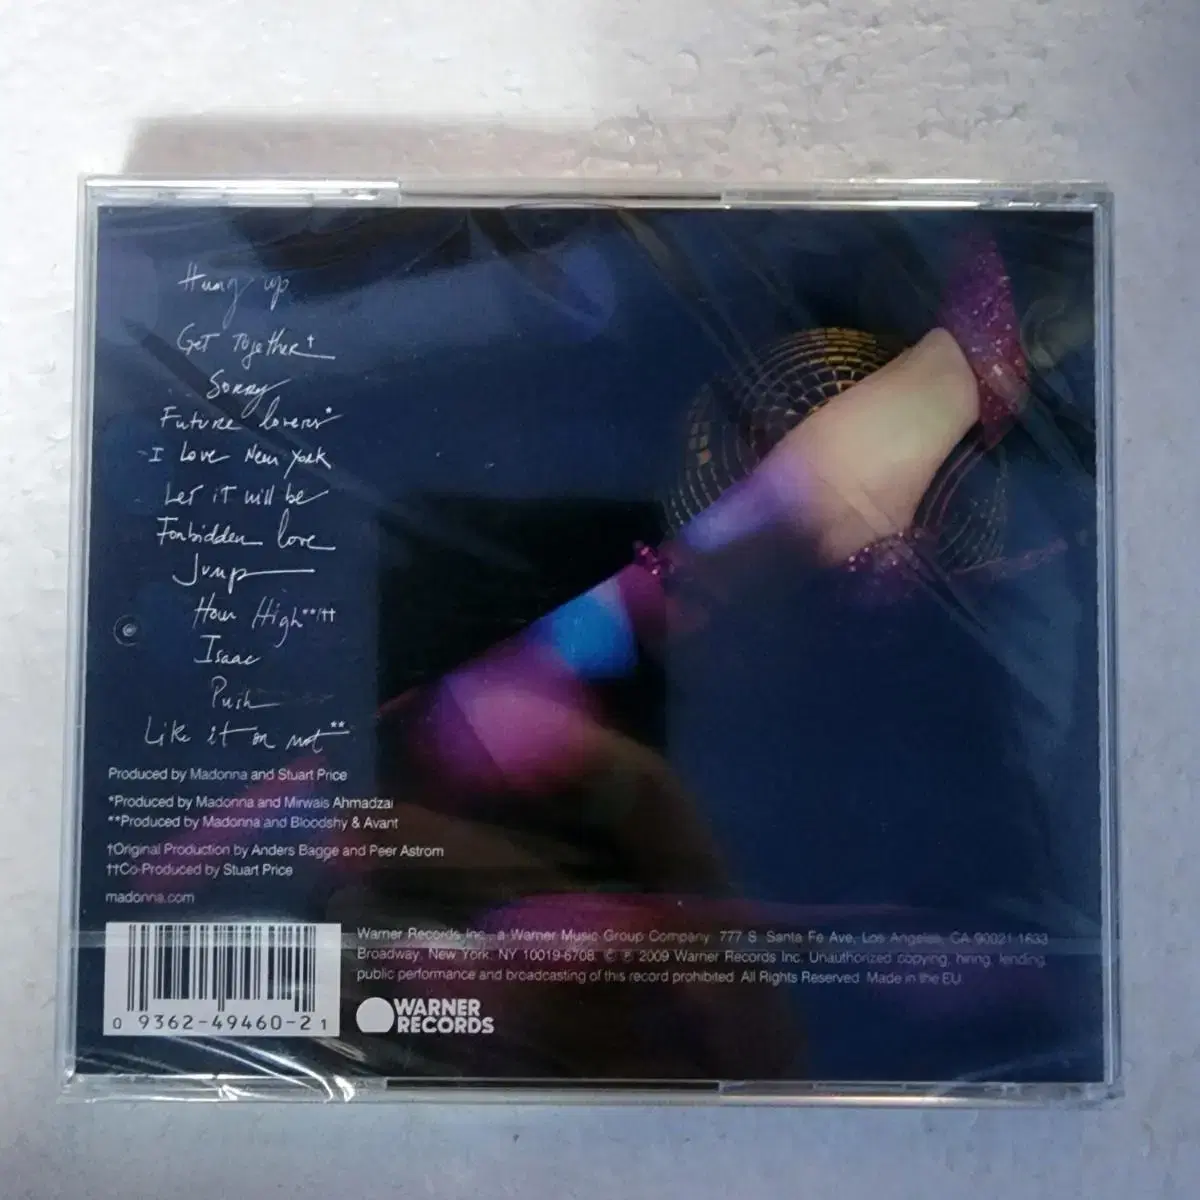 Hung up
Get Together†
Sorry
Future lovers*
I Love New York
Let it will be
Forbidden love
Jump
How High**/††
Isaac
Push
Like it or not**
Produced by Madonna and Stuart Price
*Produced by Madonna and Mirwais Ahmadzai
**Produced by Madonna and Bloodshy & Avant
†Original Production by Anders Bagge and Peer Astrom
††Co-Produced by Stuart Price
madonna.com
Warner Records Inc., a Warner Music Group Company. 777 S. Santa Fe Ave, Los Angeles, CA 90021 1633
Broadway, New York, NY 10019-6708. © ℗ 2009 Warner Records Inc. Unauthorized copying, hiring, lending,
public performance and broadcasting of this record prohibited. All Rights Reserved. Made in the EU.
0 9362-49460-2 1
WARNER
RECORDS